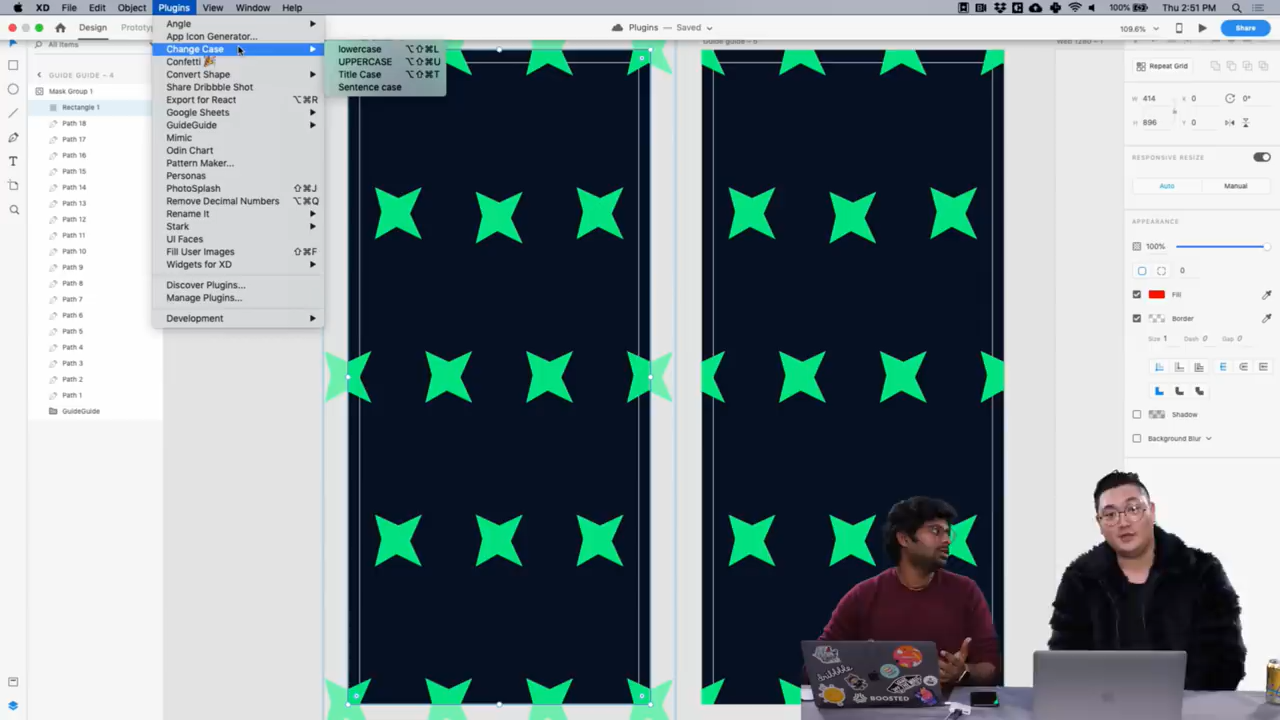 XD File Edit Object Plugins View Window Help
100% Thu 2:51 PM
Design Prototy
Plugins — Saved
109.6%
Share
All Items
GUIDE GUIDE – 4
Mask Group 1
Rectangle 1
Path 18
Path 17
Path 16
Path 15
Path 14
Path 13
Path 12
Path 11
Path 10
Path 9
Path 8
Path 7
Path 6
Path 5
Path 4
Path 3
Path 2
Path 1
GuideGuide
Angle
App Icon Generator...
Change Case
Confetti 🎉
Convert Shape
Share Dribbble Shot
Export for React ⌥⌘R
Google Sheets
GuideGuide
Mimic
Odin Chart
Pattern Maker...
Personas
PhotoSplash ⇧⌘J
Remove Decimal Numbers ⌥⌘Q
Rename It
Stark
UI Faces
Fill User Images ⇧⌘F
Widgets for XD
Discover Plugins...
Manage Plugins...
Development
lowercase ⌥⇧⌘L
UPPERCASE ⌥⇧⌘U
Title Case ⌥⇧⌘T
Sentence case
Guide guide – 5
Repeat Grid
W 414 X 0 0°
H 896 Y 0
RESPONSIVE RESIZE
Auto Manual
APPEARANCE
100%
0
Fill
Border
Size 1 Dash 0 Gap 0
Shadow
Background Blur
dribbble
BOOSTED